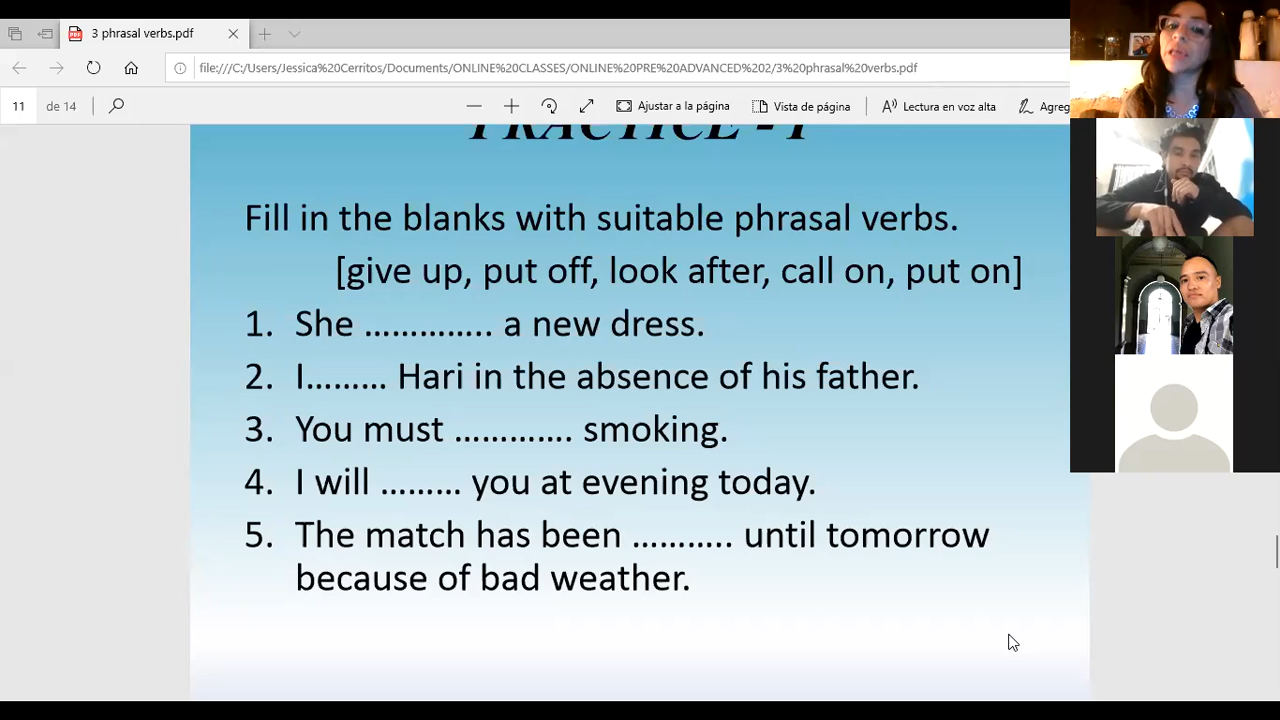 3 phrasal verbs.pdf
file:///C:/Users/Jessica%20Cerritos/Documents/ONLINE%20CLASSES/ONLINE%20PRE%20ADVANCED%202/3%20phrasal%20verbs.pdf
11 de 14 Ajustar a la página Vista de página Lectura en voz alta Agreg
PRACTICE - 1
Fill in the blanks with suitable phrasal verbs.
[give up, put off, look after, call on, put on]
1. She ………….. a new dress.
2. I……… Hari in the absence of his father.
3. You must …………. smoking.
4. I will ……… you at evening today.
5. The match has been ……….. until tomorrow
because of bad weather.